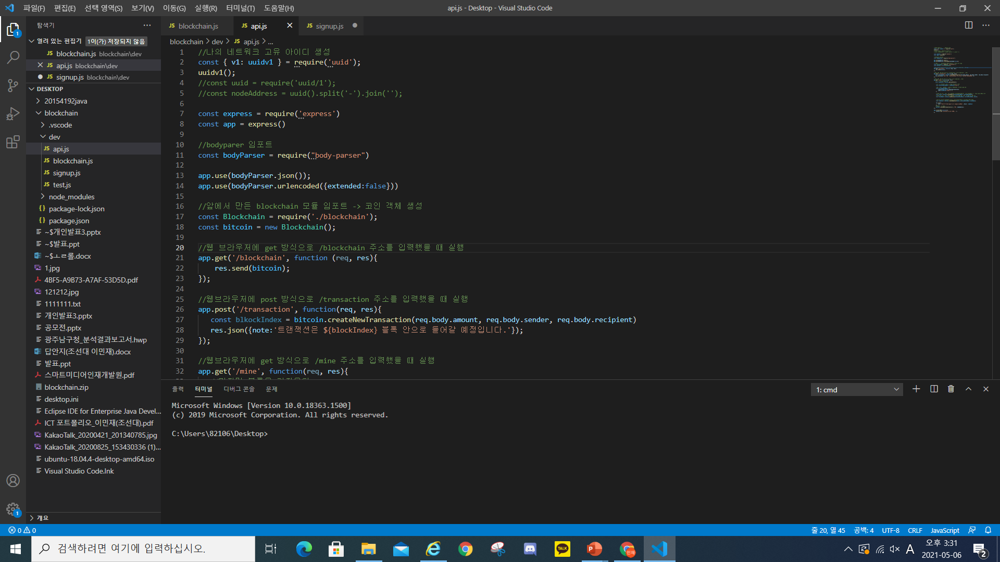 파일(F) 편집(E) 선택 영역(S) 보기(V) 이동(G) 실행(R) 터미널(T) 도움말(H)
api.js - Desktop - Visual Studio Code
탐색기
열려 있는 편집기 1이(가) 저장되지 않음
JS blockchain.js blockchain\dev
JS api.js blockchain\dev
JS signup.js blockchain\dev
DESKTOP
20154192java
blockchain
.vscode
dev
JS api.js
JS blockchain.js
JS signup.js
JS test.js
node_modules
{} package-lock.json
{} package.json
~$개인발표3.pptx
~$발표.ppt
~$ㅗㄹ롤.docx
1.jpg
4BF5-A9B73-A7AF-53D5D.pdf
121212.jpg
1111111.txt
개인발표3.pptx
공모전.pptx
광주남구청_분석결과보고서.hwp
답안지(조선대 이민재).docx
발표.ppt
스마트미디어인재개발원.pdf
blockchain.zip
desktop.ini
Eclipse IDE for Enterprise Java Devel...
ICT 포트폴리오_이민재(조선대).pdf
KakaoTalk_20200421_201340785.jpg
KakaoTalk_20200825_153430336 (1)...
ubuntu-18.04.4-desktop-amd64.iso
Visual Studio Code.lnk
개요
JS blockchain.js
JS api.js
JS signup.js
blockchain > dev > JS api.js > ...
1 //나의 네트워크 고유 아이디 생성
2 const { v1: uuidv1 } = require('uuid');
3 uuidv1();
4 //const uuid = require('uuid/1');
5 //const nodeAddress = uuid().split('-').join('');
6
7 const express = require('express')
8 const app = express()
9
10 //bodyparer 임포트
11 const bodyParser = require("body-parser")
12
13 app.use(bodyParser.json());
14 app.use(bodyParser.urlencoded({extended:false}))
15
16 //앞에서 만든 blockchain 모듈 임포트 -> 코인 객체 생성
17 const Blockchain = require('./blockchain');
18 const bitcoin = new Blockchain();
19
20 //웹 브라우저에 get 방식으로 /blockchain 주소를 입력했을 때 실행
21 app.get('/blockchain', function (req, res){
22 res.send(bitcoin);
23 });
24
25 //웹브라우저에 post 방식으로 /transaction 주소를 입력했을 때 실행
26 app.post('/transaction', function(req, res){
27 const blkockIndex = bitcoin.createNewTransaction(req.body.amount, req.body.sender, req.body.recipient)
28 res.json({note:'트랜잭션은 ${blockIndex} 블록 안으로 들어갈 예정입니다.'});
29 });
30
31 //웹브라우저에 get 방식으로 /mine 주소를 입력했을 때 실행
32 app.get('/mine', function(req, res){
출력 터미널 디버그 콘솔 문제
1: cmd
Microsoft Windows [Version 10.0.18363.1500]
(c) 2019 Microsoft Corporation. All rights reserved.
C:\Users\82106\Desktop>
0 0
줄 20, 열 45 공백: 4 UTF-8 CRLF JavaScript
검색하려면 여기에 입력하십시오.
TALK
A
오후 3:31
2021-05-06
2